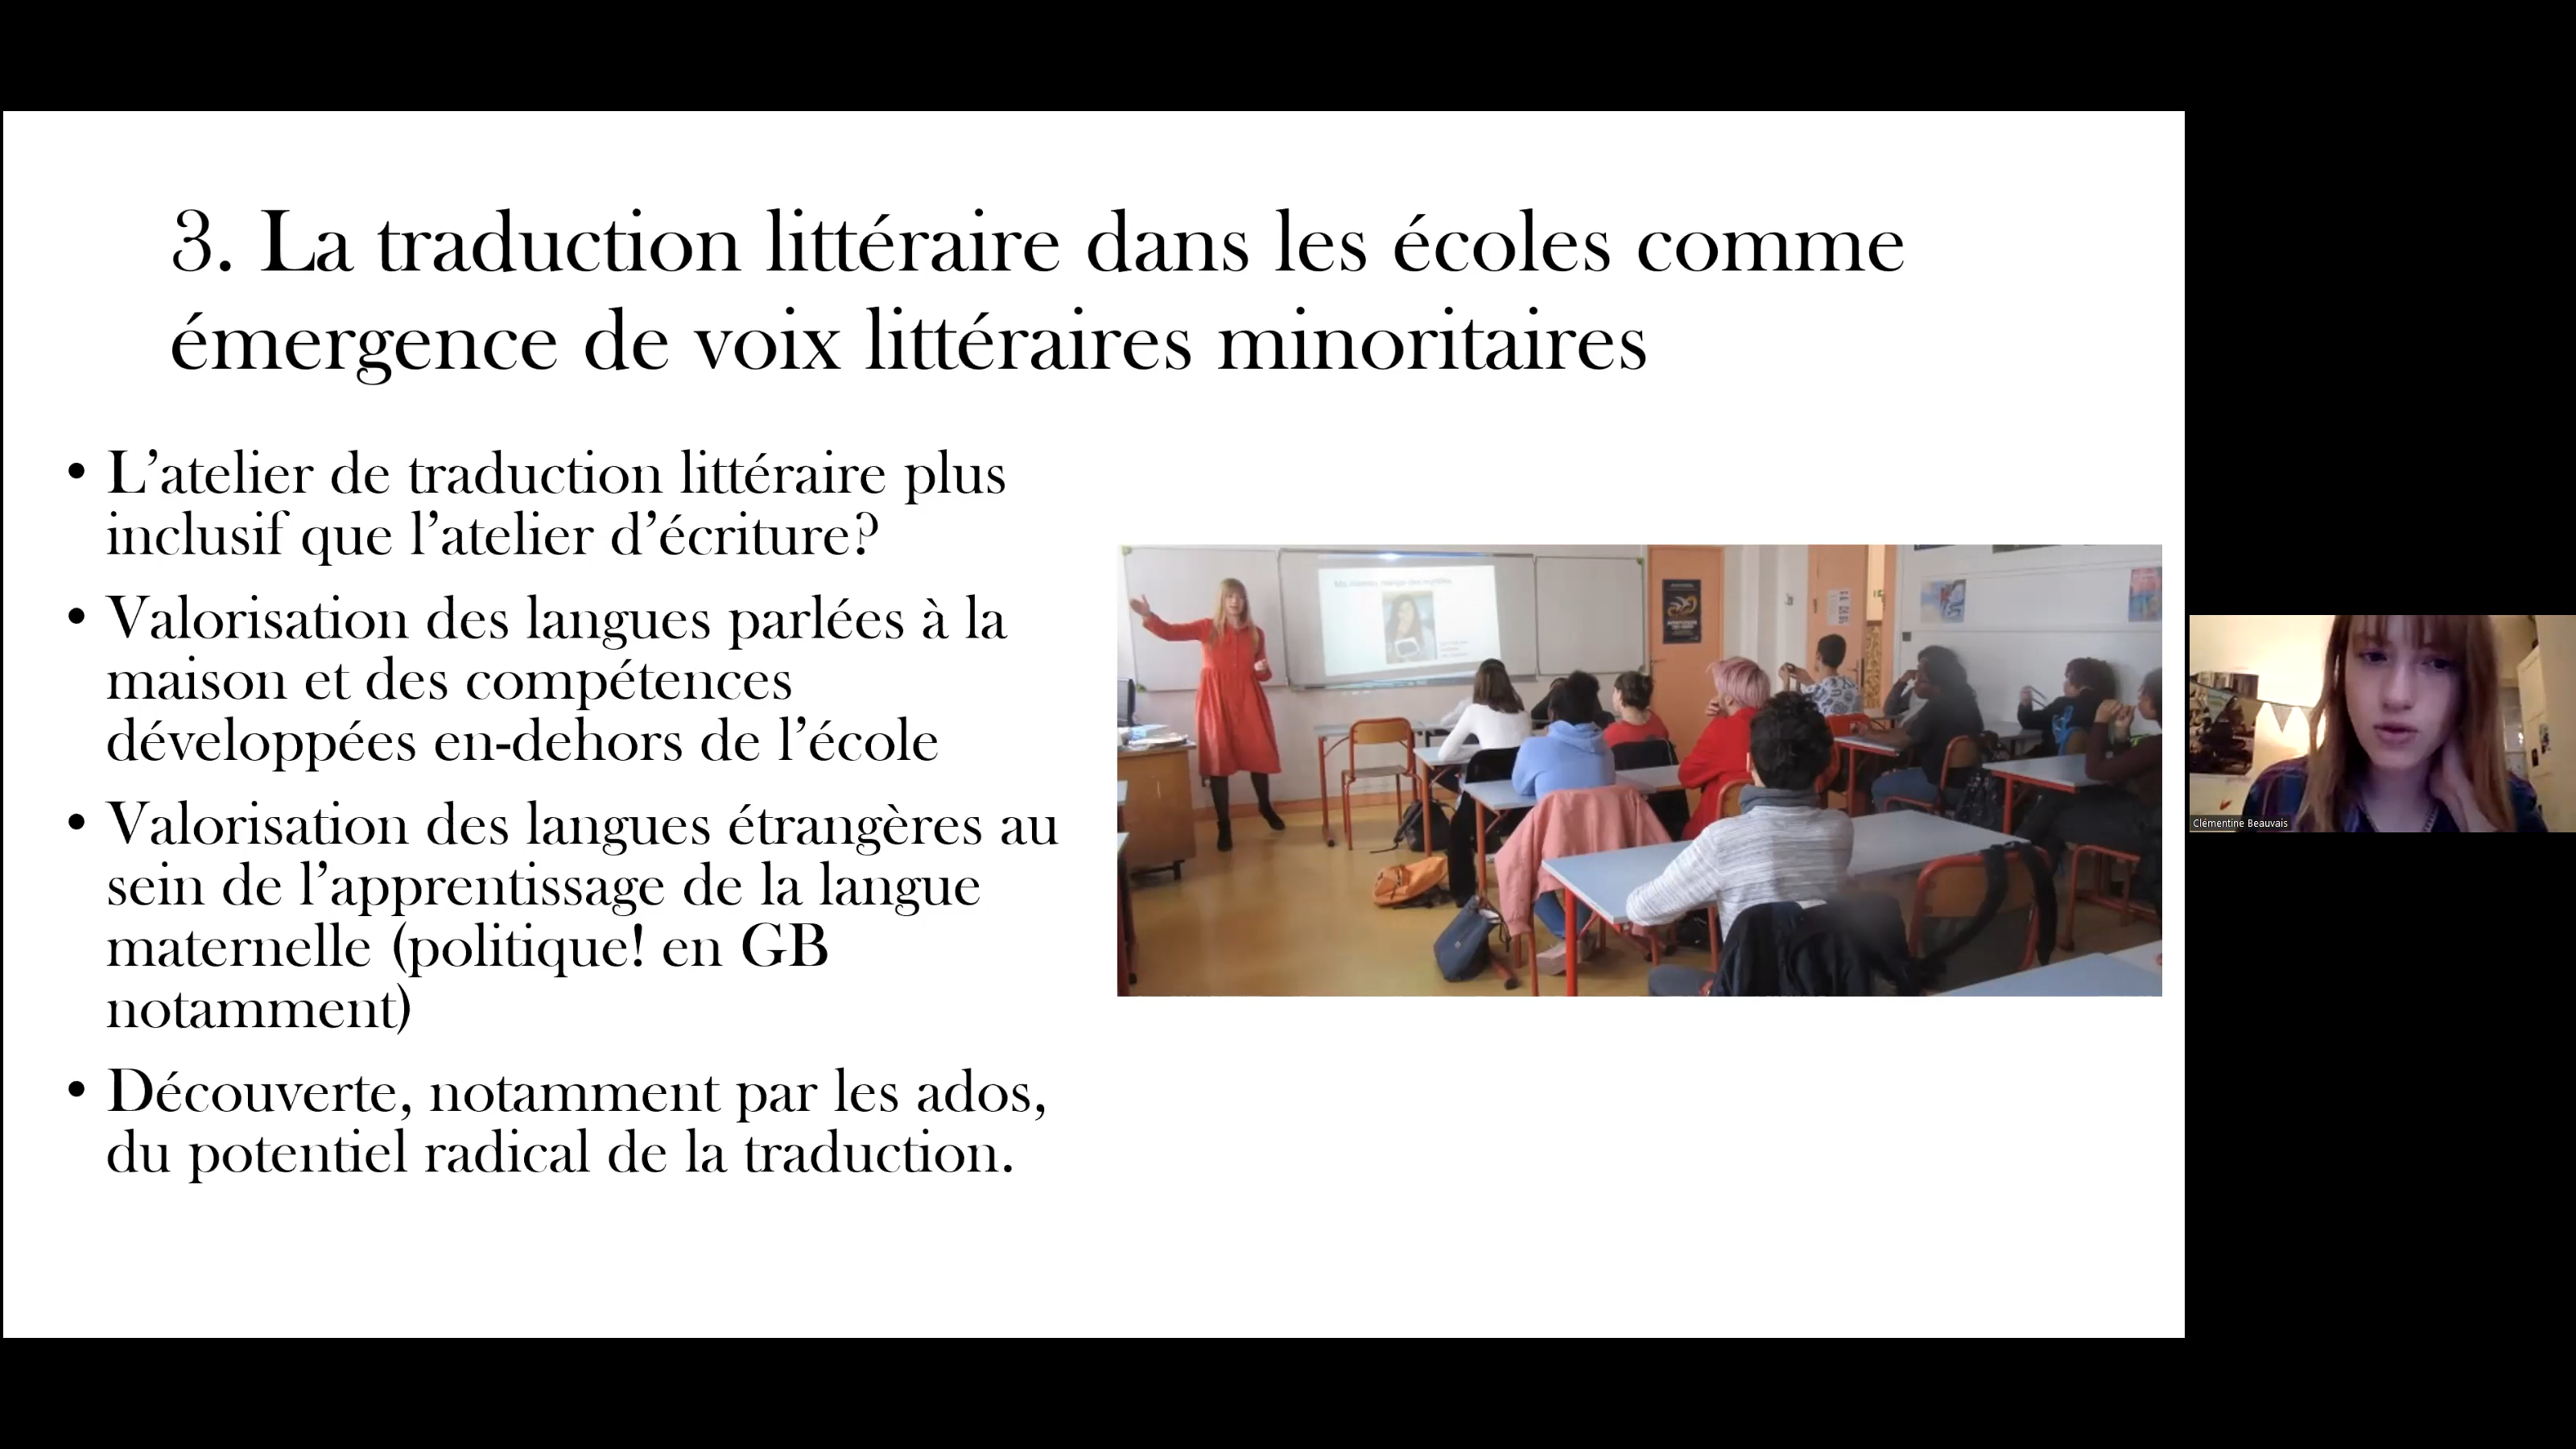 3. La traduction littéraire dans les écoles comme
émergence de voix littéraires minoritaires
• L’atelier de traduction littéraire plus
inclusif que l’atelier d’écriture?
• Valorisation des langues parlées à la
maison et des compétences
développées en-dehors de l’école
• Valorisation des langues étrangères au
sein de l’apprentissage de la langue
maternelle (politique! en GB
notamment)
• Découverte, notamment par les ados,
du potentiel radical de la traduction.
Clémentine Beauvais